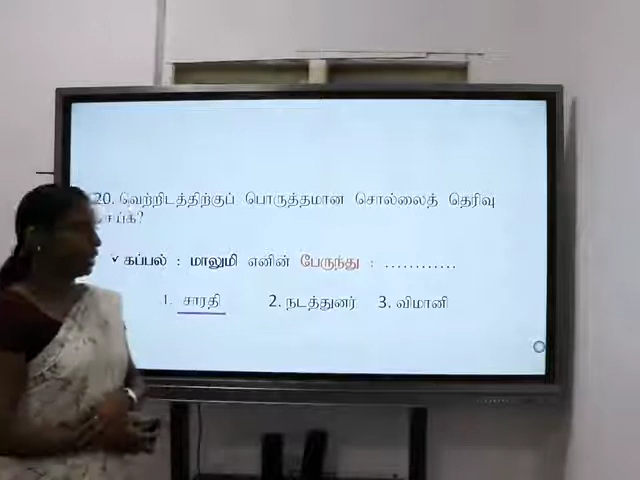 20. வெற்றிடத்திற்குப் பொருத்தமான சொல்லைத் தெரிவு
செய்க?
✓ கப்பல் : மாலுமி எனின் பேருந்து : ............
1. சாரதி 2. நடத்துனர் 3. விமானி